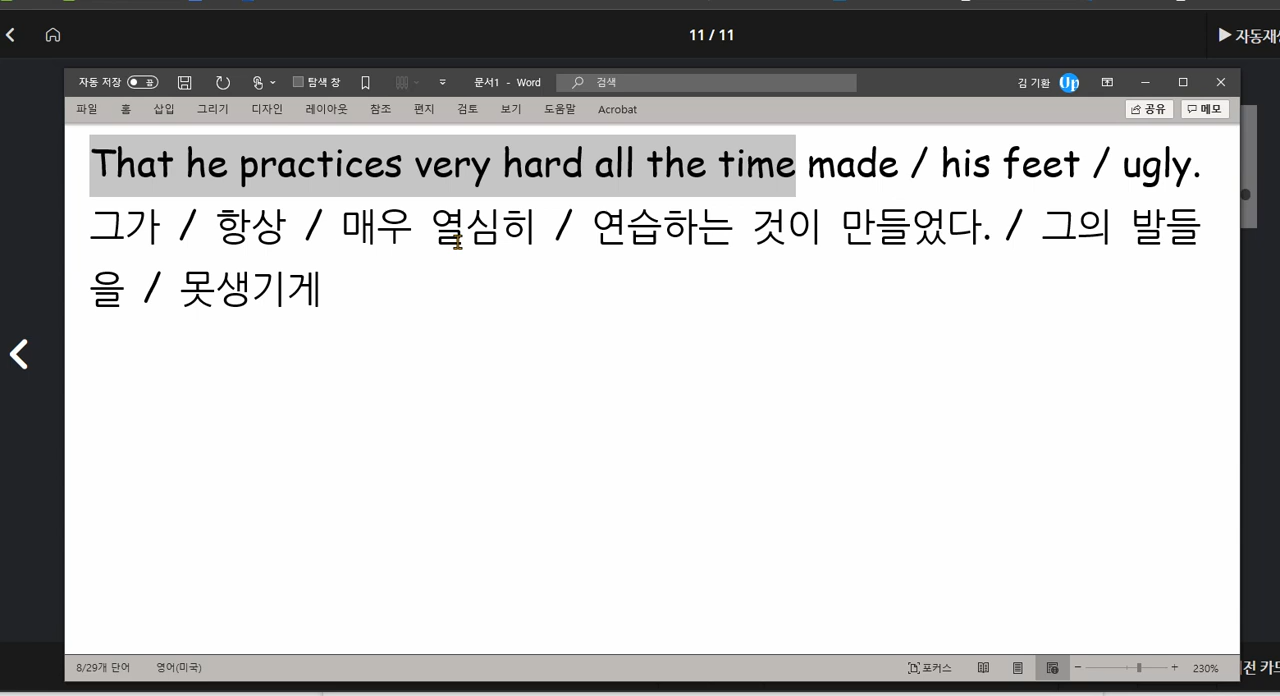 11 / 11
▶ 자동재생
자동 저장 끔 탐색 창 문서1 - Word 검색 김 기환 Up
파일 홈 삽입 그리기 디자인 레이아웃 참조 편지 검토 보기 도움말 Acrobat 공유 메모
That he practices very hard all the time made / his feet / ugly.
그가 / 항상 / 매우 열심히 / 연습하는 것이 만들었다. / 그의 발들
을 / 못생기게
8/29개 단어 영어(미국) 포커스 - + 230%